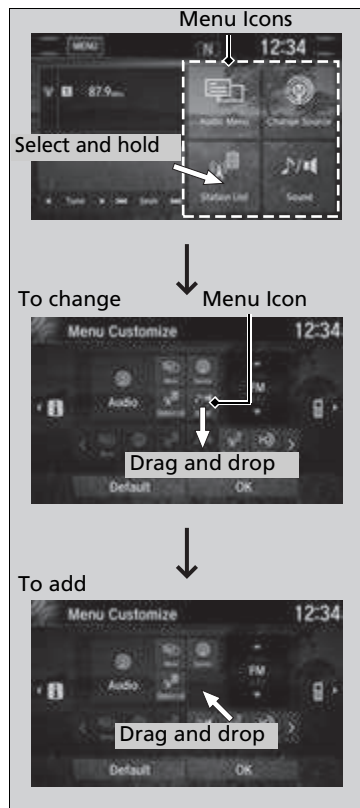 Menu Icons
MENU
N
12:34
87.9
Audio Menu
Change Source
Select and hold
Station List
Sound
Tune
Seek
To change
Menu Icon
Menu Customize
12:34
Audio
FM
Drag and drop
Default
OK
To add
Menu Customize
12:34
Audio
FM
Drag and drop
Default
OK